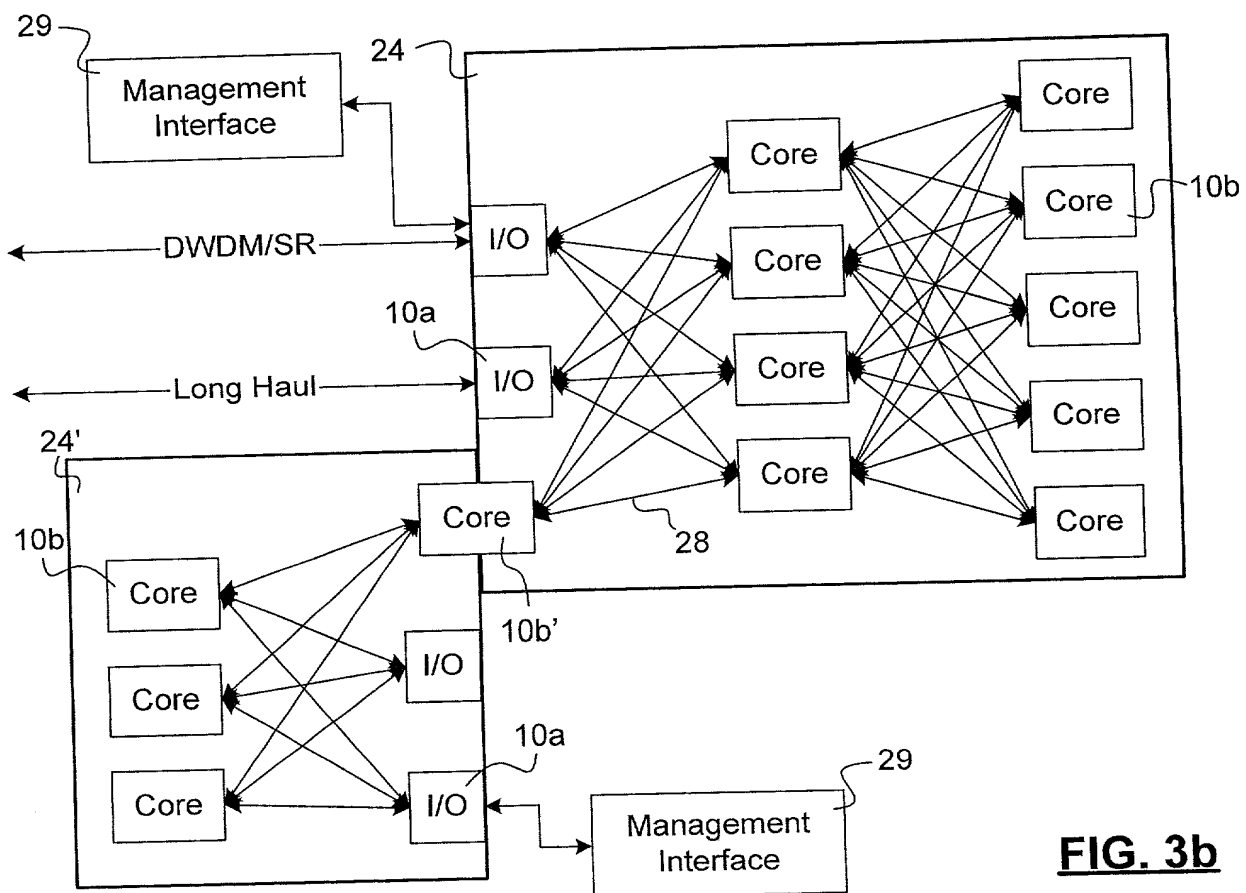 29
Management
Interface
24
Core
Core
Core
10b
I/O
DWDM/SR
Core
10a
Core
I/O
Core
Long Haul
Core
Core
24'
Core
28
Core
10b
Core
10b'
I/O
Core
10a
Core
I/O
29
Management
Interface
FIG. 3b